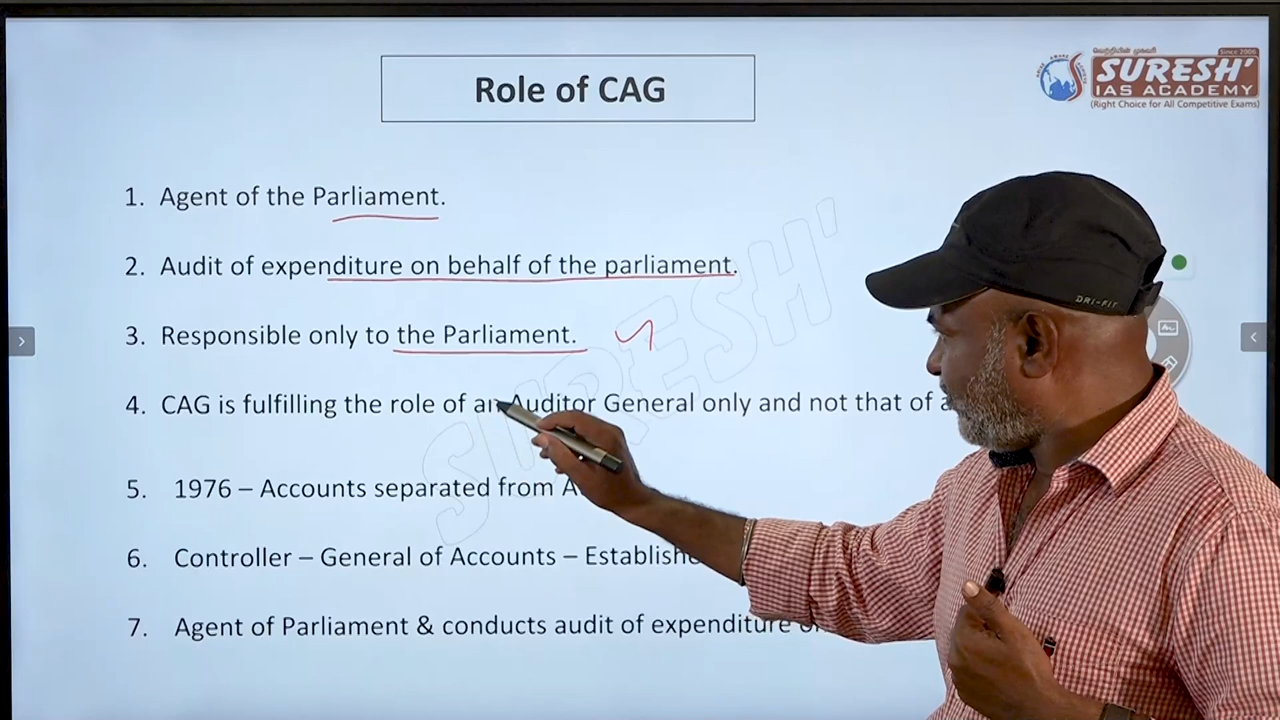 Role of CAG
Since 2006
SURESH'
IAS ACADEMY
(Right Choice for All Competitive Exams)
1. Agent of the Parliament.
2. Audit of expenditure on behalf of the parliament.
3. Responsible only to the Parliament.
4. CAG is fulfilling the role of an Auditor General only and not that of a
5. 1976 – Accounts separated from
6. Controller – General of Accounts –
7. Agent of Parliament & conducts audit of expenditure
SURESH'
DRI-FIT